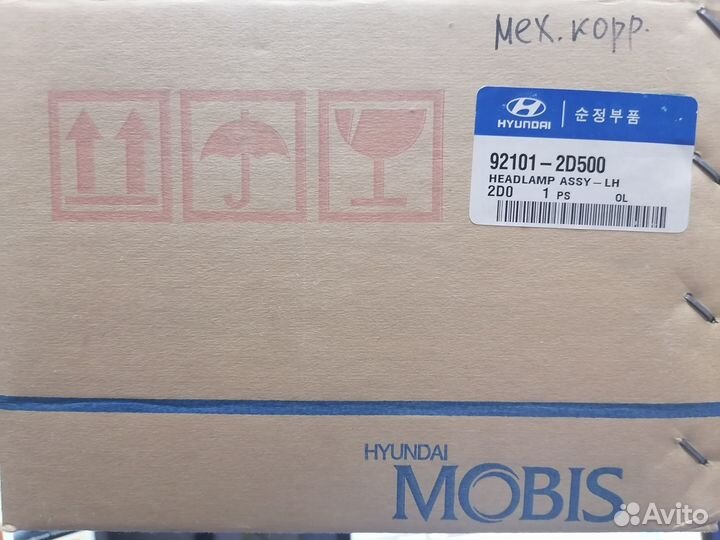 Мех. корр.
HYUNDAI 순정부품
92101-2D500
HEADLAMP ASSY-LH
2D0 1 PS OL
HYUNDAI
MOBIS
Avito